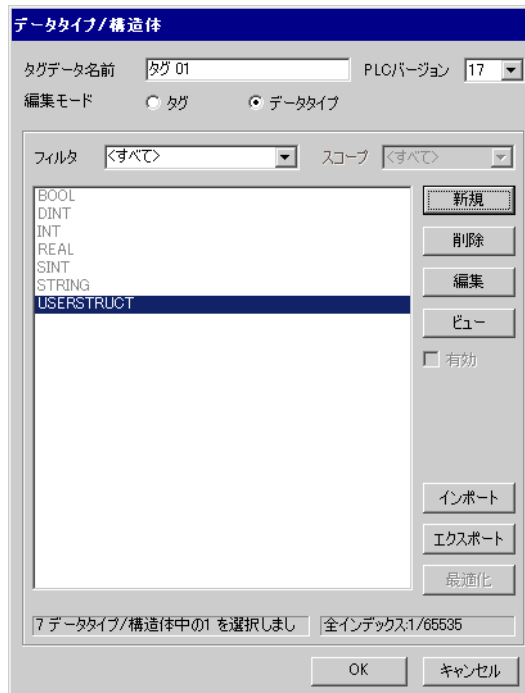 データタイプ/構造体
タグデータ名前 タグ 01 PLCバージョン 17
編集モード タグ データタイプ
フィルタ <すべて> スコープ <すべて>
BOOL
DINT
INT
REAL
SINT
STRING
USERSTRUCT
新規
削除
編集
ビュー
有効
インポート
エクスポート
最適化
7 データタイプ/構造体中の1 を選択しまし 全インデックス:1/65535
OK キャンセル